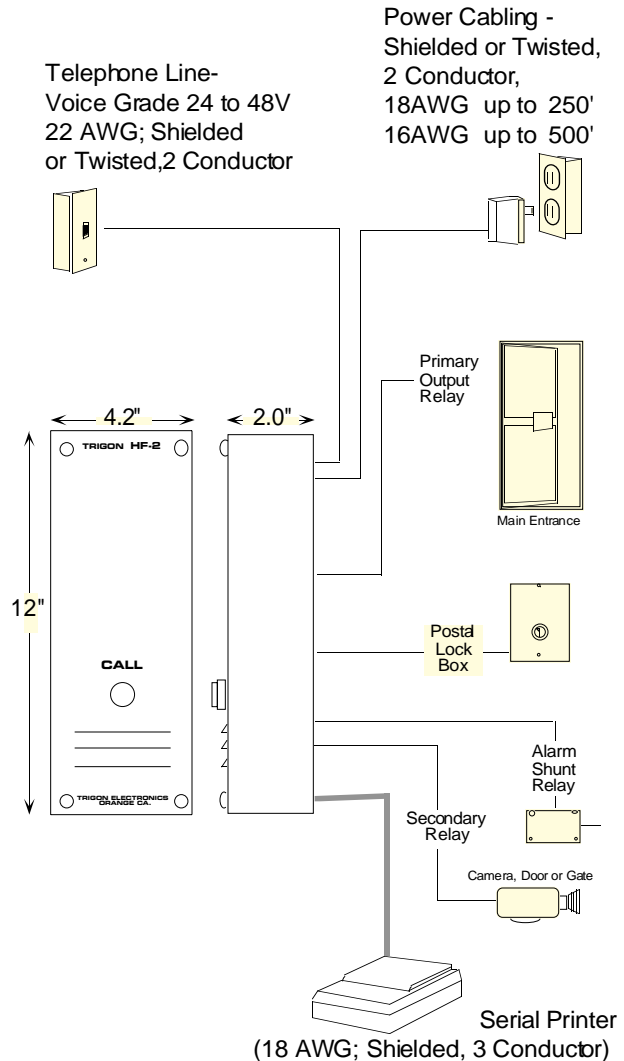 Power Cabling -
Shielded or Twisted,
2 Conductor,
18AWG up to 250'
16AWG up to 500'
Telephone Line-
Voice Grade 24 to 48V
22 AWG; Shielded
or Twisted,2 Conductor
Primary
Output
Relay
4.2"
2.0"
TRIGON HF-2
Main Entrance
12"
Postal
Lock
Box
CALL
Alarm
Shunt
Relay
TRIGON ELECTRONICS
ORANGE CA.
Secondary
Relay
Camera, Door or Gate
Serial Printer
(18 AWG; Shielded, 3 Conductor)